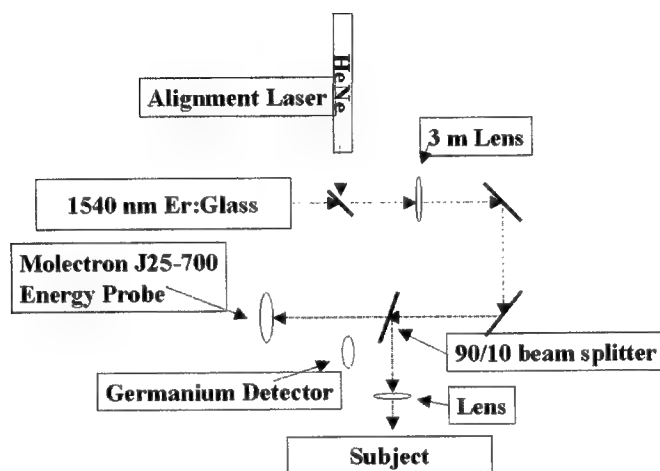 HeNe
Alignment Laser
3 m Lens
1540 nm Er:Glass
Molectron J25-700
Energy Probe
90/10 beam splitter
Germanium Detector
Lens
Subject